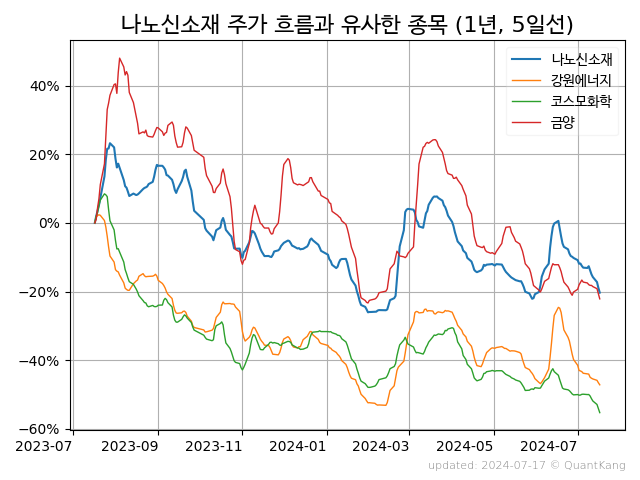 나노신소재 주가 흐름과 유사한 종목 (1년, 5일선)
나노신소재
강원에너지
코스모화학
금양
40%
20%
0%
−20%
−40%
−60%
2023-07 2023-09 2023-11 2024-01 2024-03 2024-05 2024-07
updated: 2024-07-17 © QuantKang